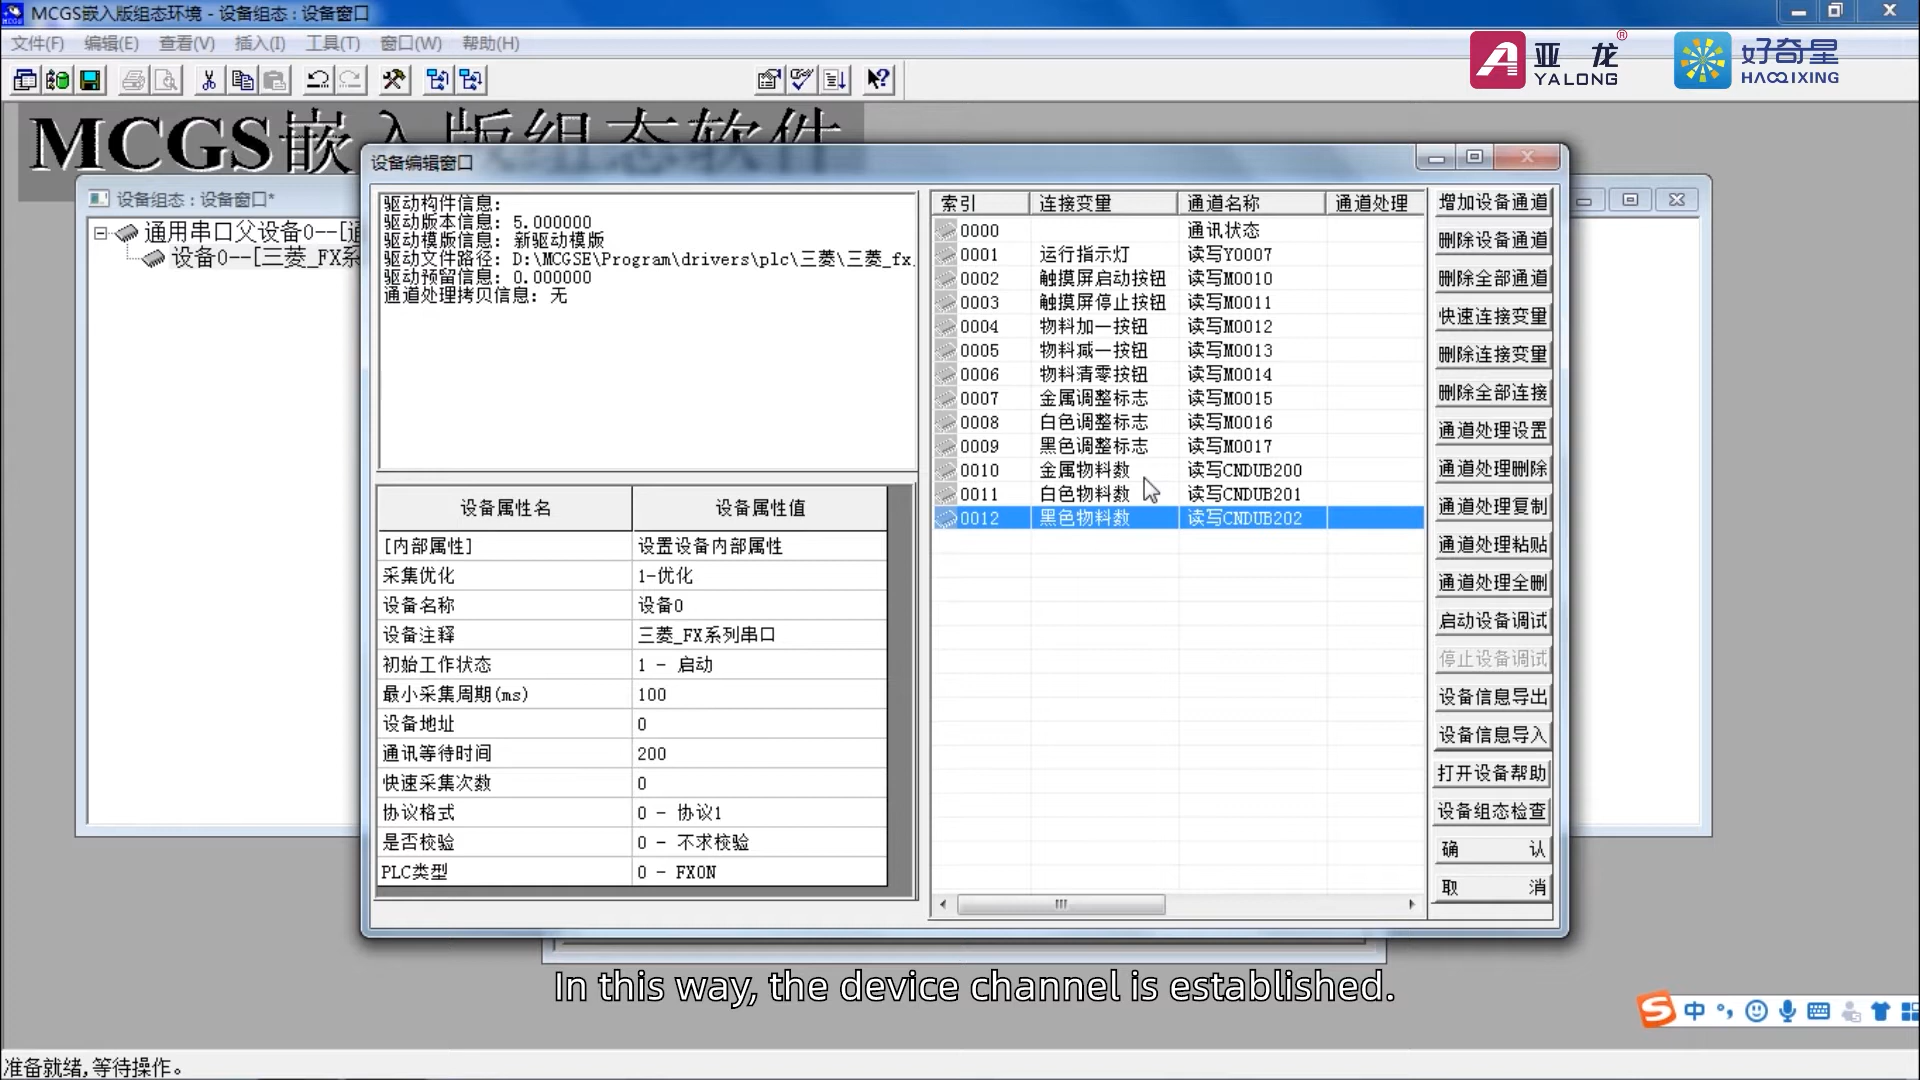 MCGS嵌入版组态环境 - 设备组态 : 设备窗口
文件(F) 编辑(E) 查看(V) 插入(I) 工具(T) 窗口(W) 帮助(H)
亚龙®
YALONG
好奇星
HAOQIXING
MCGS嵌入版组态软件
设备组态 : 设备窗口*
通用串口父设备0--[通
设备0--[三菱_FX系
设备编辑窗口
驱动构件信息:
驱动版本信息: 5.000000
驱动模版信息: 新驱动模版
驱动文件路径: D:\MCGSE\Program\drivers\plc\三菱\三菱_fx.
驱动预留信息: 0.000000
通道处理拷贝信息: 无
设备属性名 设备属性值
[内部属性] 设置设备内部属性
采集优化 1-优化
设备名称 设备0
设备注释 三菱_FX系列串口
初始工作状态 1 - 启动
最小采集周期(ms) 100
设备地址 0
通讯等待时间 200
快速采集次数 0
协议格式 0 - 协议1
是否校验 0 - 不求校验
PLC类型 0 - FX0N
索引 连接变量 通道名称 通道处理
0000 通讯状态
0001 运行指示灯 读写Y0007
0002 触摸屏启动按钮 读写M0010
0003 触摸屏停止按钮 读写M0011
0004 物料加一按钮 读写M0012
0005 物料减一按钮 读写M0013
0006 物料清零按钮 读写M0014
0007 金属调整标志 读写M0015
0008 白色调整标志 读写M0016
0009 黑色调整标志 读写M0017
0010 金属物料数 读写CNDUB200
0011 白色物料数 读写CNDUB201
0012 黑色物料数 读写CNDUB202
增加设备通道
删除设备通道
删除全部通道
快速连接变量
删除连接变量
删除全部连接
通道处理设置
通道处理删除
通道处理复制
通道处理粘贴
通道处理全删
启动设备调试
停止设备调试
设备信息导出
设备信息导入
打开设备帮助
设备组态检查
确 认
取 消
In this way, the device channel is established.
中
准备就绪,等待操作。